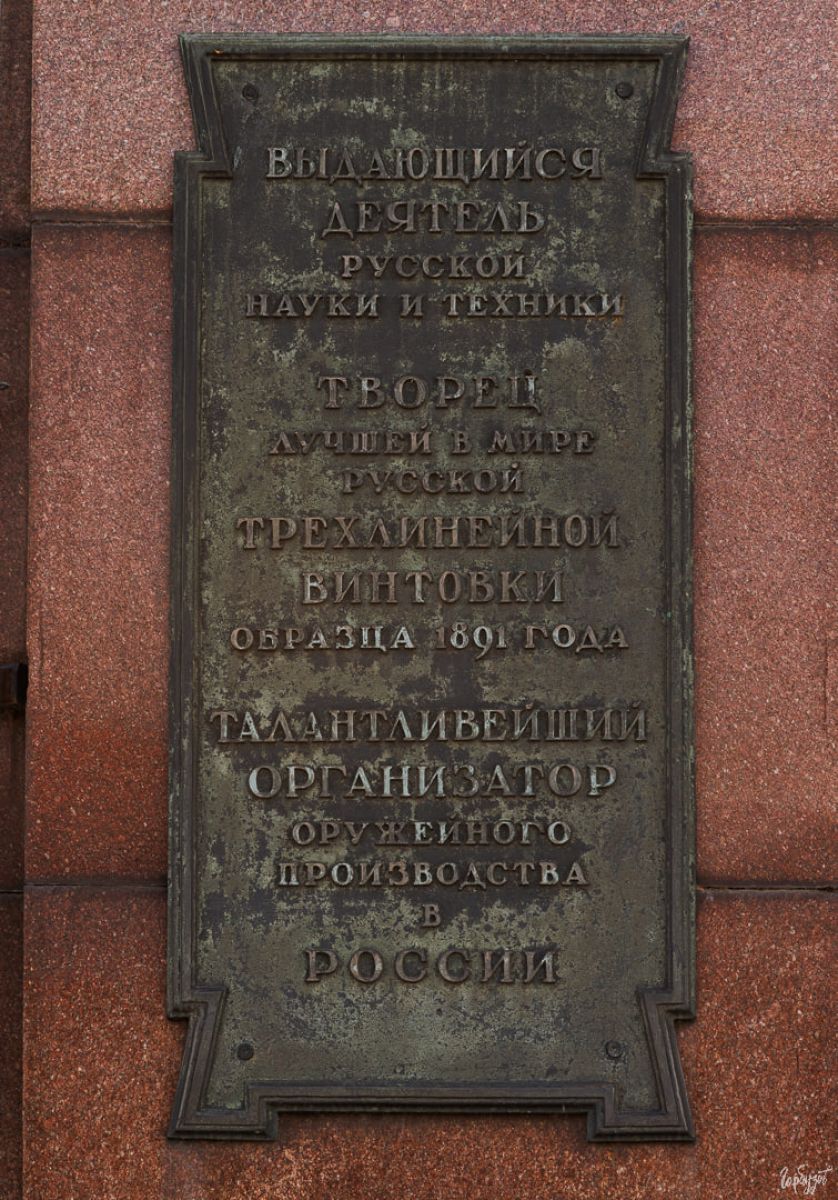 ВЫДАЮЩИЙСЯ
ДЕЯТЕЛЬ
РУССКОЙ
НАУКИ И ТЕХНИКИ
ТВОРЕЦ
ЛУЧШЕЙ В МИРЕ
РУССКОЙ
ТРЕХЛИНЕЙНОЙ
ВИНТОВКИ
ОБРАЗЦА 1891 ГОДА
ТАЛАНТЛИВЕЙШИЙ
ОРГАНИЗАТОР
ОРУЖЕЙНОГО
ПРОИЗВОДСТВА
В
РОССИИ